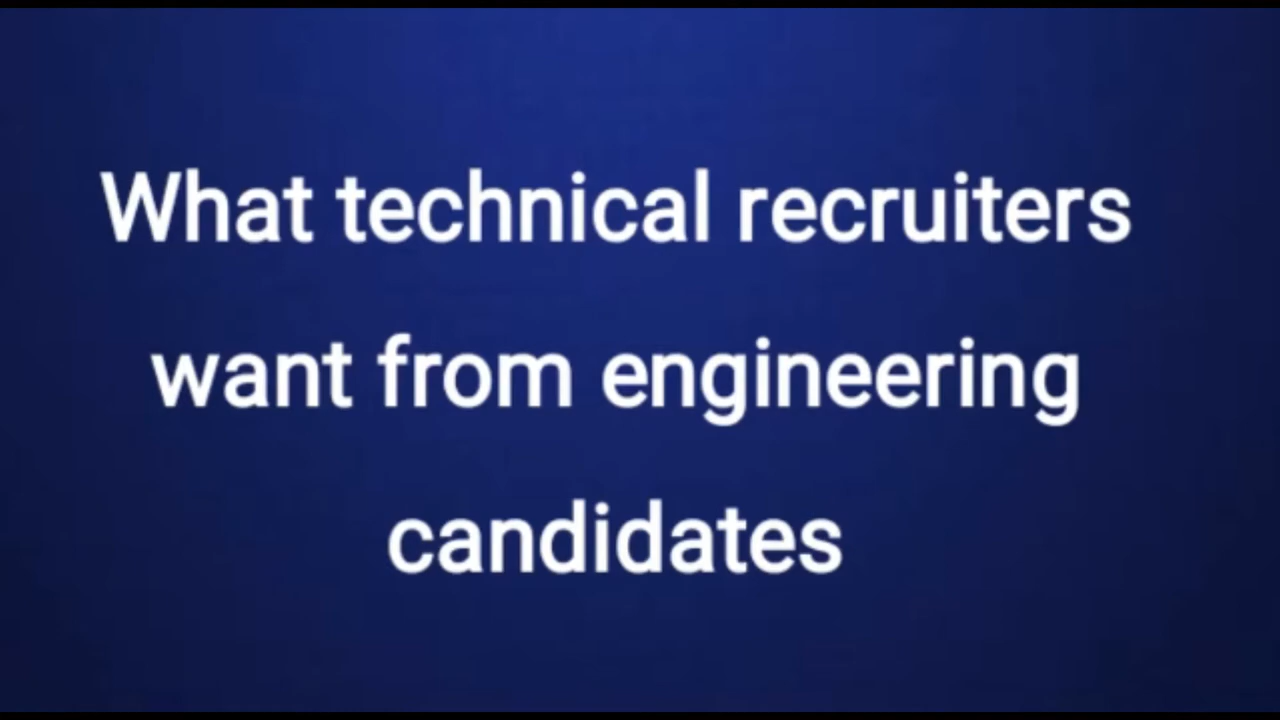 What technical recruiters
want from engineering
candidates